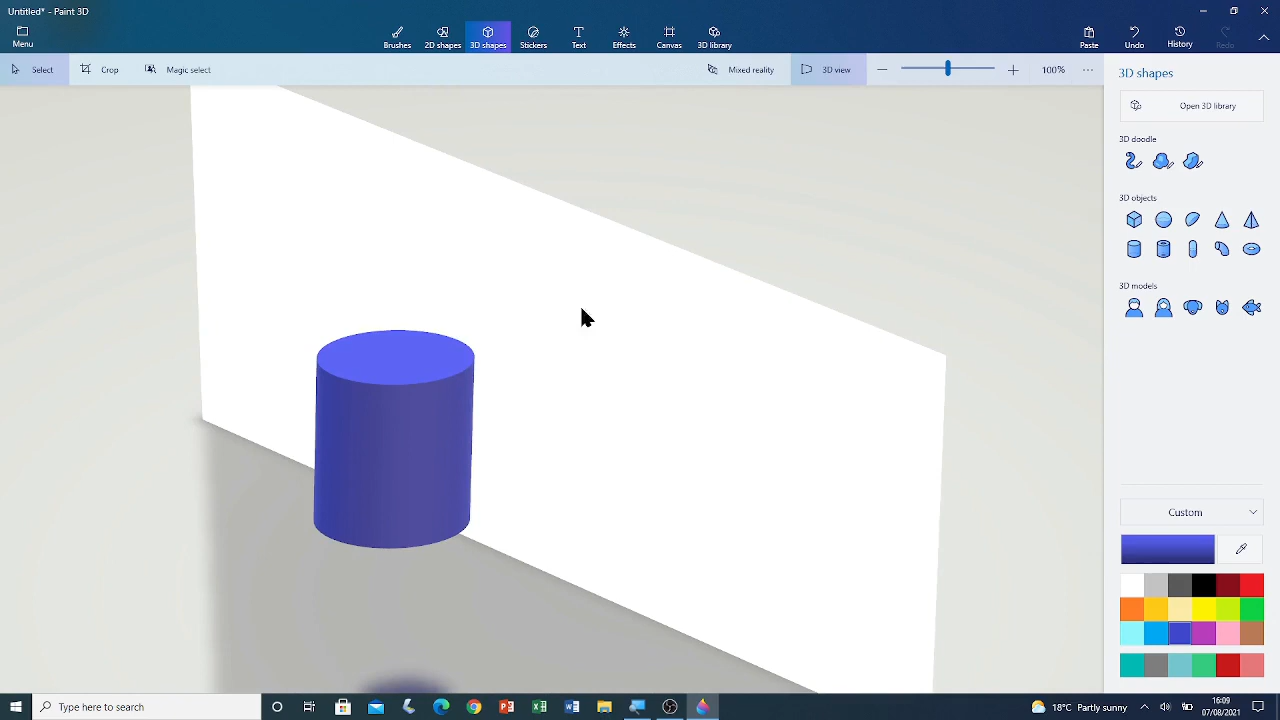 Untitled* - Paint 3D
Menu
Brushes
2D shapes
3D shapes
Stickers
Text
Effects
Canvas
3D library
Paste
Undo
History
Redo
Select
Crop
Magic select
Mixed reality
3D view
100%
3D shapes
Open 3D library
3D doodle
3D objects
3D models
Custom
Type here to search
18°C Partly sunny
16:09
07/08/2021